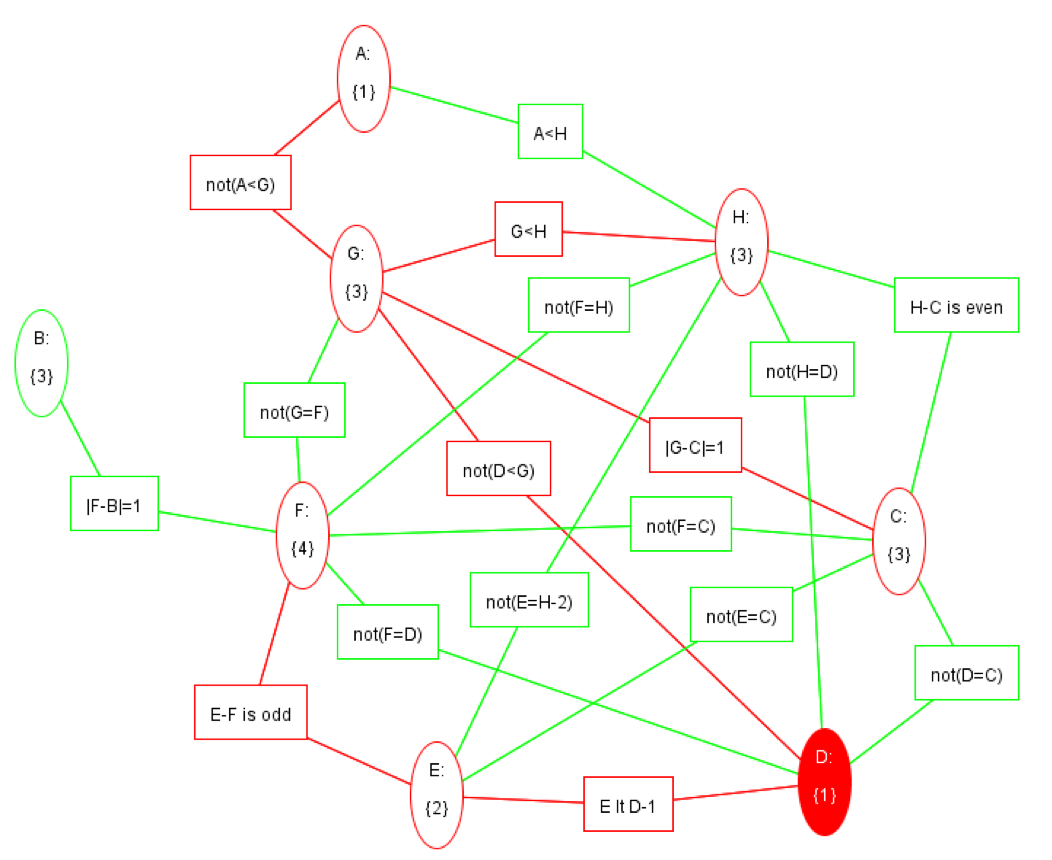 A:
{1}
A<H
not(A<G)
H:
{3}
G<H
G:
{3}
not(F=H)
H-C is even
B:
{3}
not(H=D)
not(G=F)
|G-C|=1
not(D<G)
|F-B|=1
F:
{4}
not(F=C)
C:
{3}
not(E=H-2)
not(E=C)
not(F=D)
not(D=C)
E-F is odd
E:
{2}
D:
{1}
E lt D-1